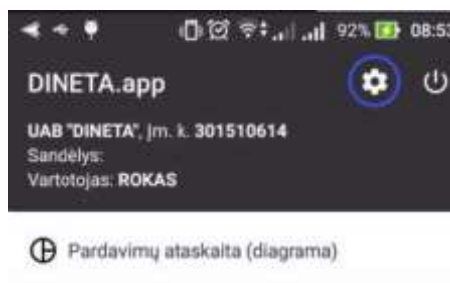 92% 08:53
DINETA.app
UAB "DINETA", Įm. k. 301510614
Sandėlys:
Vartotojas: ROKAS
Pardavimų ataskaita (diagrama)